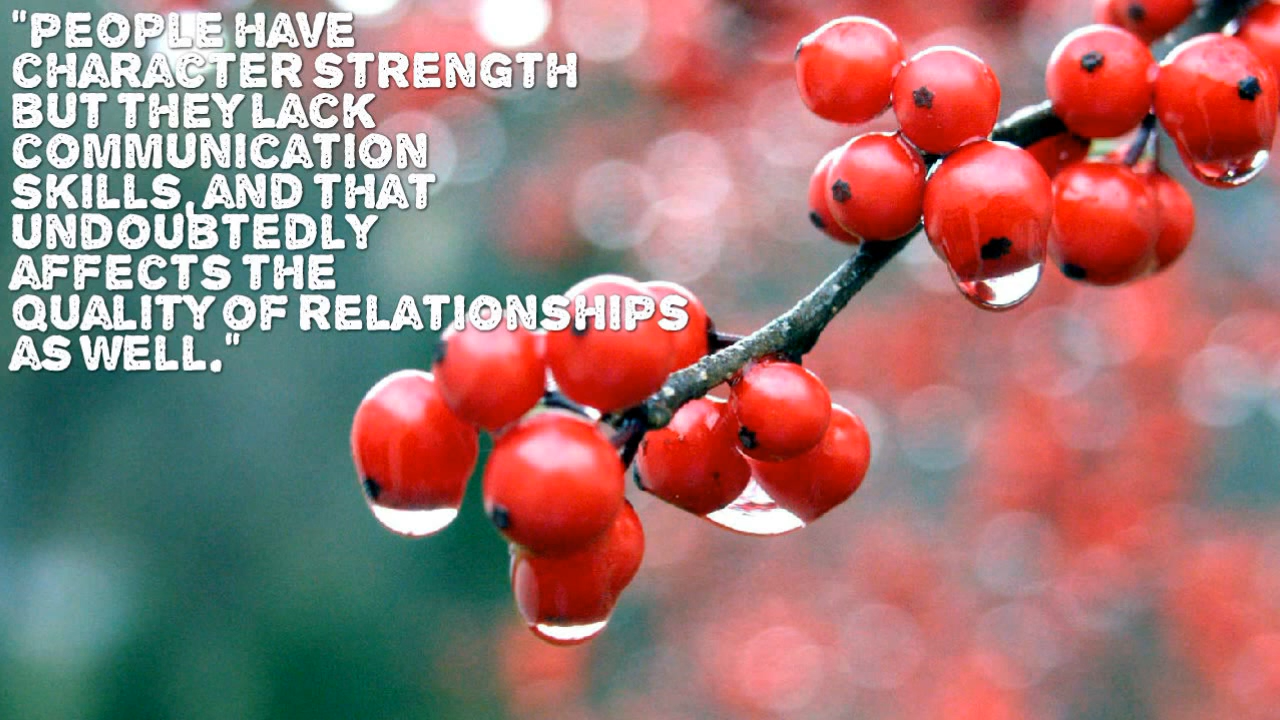 "PEOPLE HAVE
CHARACTER STRENGTH
BUT THEY LACK
COMMUNICATION
SKILLS, AND THAT
UNDOUBTEDLY
AFFECTS THE
QUALITY OF RELATIONSHIPS
AS WELL."